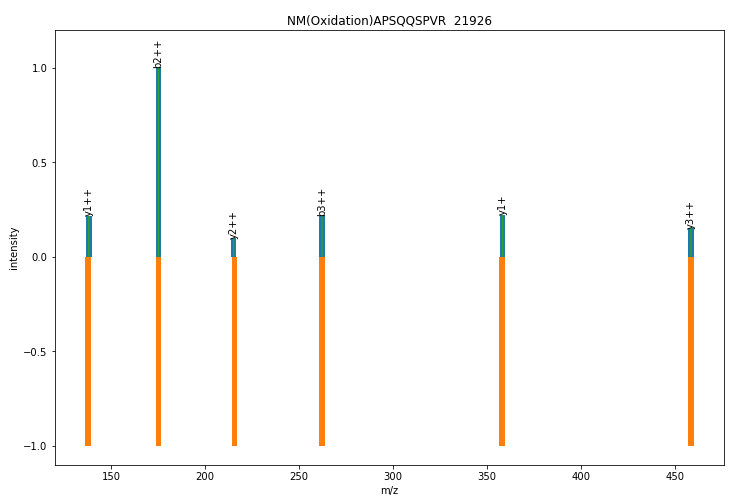 NM(Oxidation)APSQQSPVR  21926
b2++
y1++
y2++
b3++
y1+
y3++
1.0
0.5
0.0
−0.5
−1.0
intensity
150
200
250
300
350
400
450
m/z